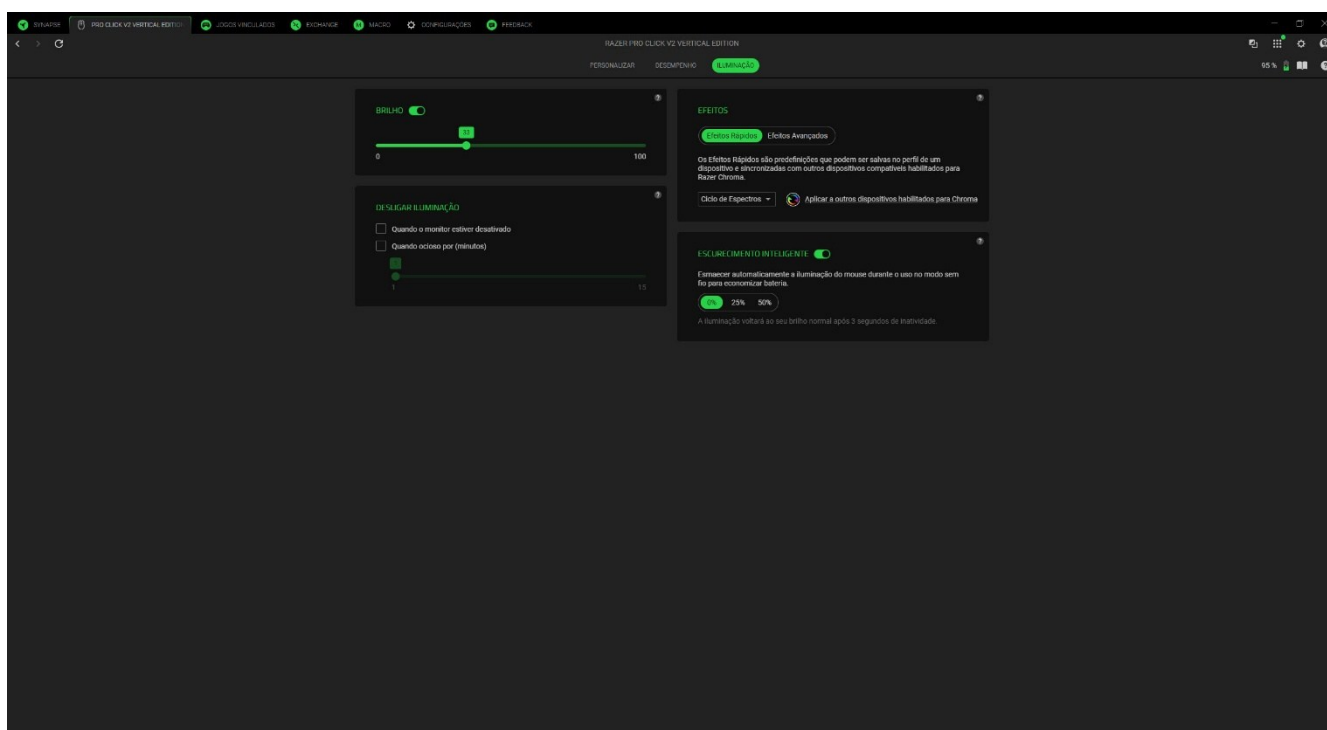 SYNAPSE
PRO CLICK V2 VERTICAL EDITION
JOGOS VINCULADOS
EXCHANGE
MACRO
CONFIGURAÇÕES
FEEDBACK
RAZER PRO CLICK V2 VERTICAL EDITION
PERSONALIZAR DESEMPENHO ILUMINAÇÃO
95 %
BRILHO
33
0 100
DESLIGAR ILUMINAÇÃO
Quando o monitor estiver desativado
Quando ocioso por (minutos)
1 15
EFEITOS
Efeitos Rápidos Efeitos Avançados
Os Efeitos Rápidos são predefinições que podem ser salvas no perfil de um
dispositivo e sincronizadas com outros dispositivos compatíveis habilitados para
Razer Chroma.
Ciclo de Espectros Aplicar a outros dispositivos habilitados para Chroma
ESCURECIMENTO INTELIGENTE
Esmaecer automaticamente a iluminação do mouse durante o uso no modo sem
fio para economizar bateria.
0% 25% 50%
A iluminação voltará ao seu brilho normal após 3 segundos de inatividade.